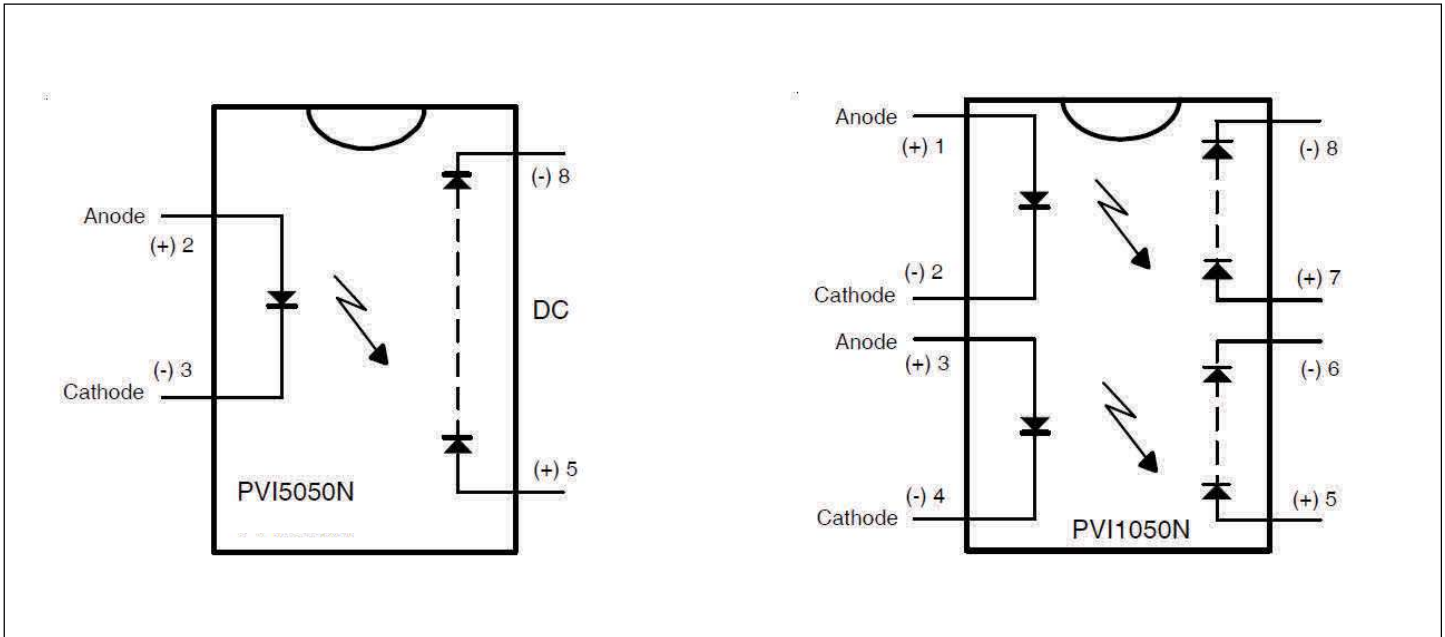 Anode
(+) 2
(-) 3
Cathode
(-) 8
DC
(+) 5
PVI5050N
Anode
(+) 1
(-) 2
Cathode
Anode
(+) 3
(-) 4
Cathode
(-) 8
(+) 7
(-) 6
(+) 5
PVI1050N